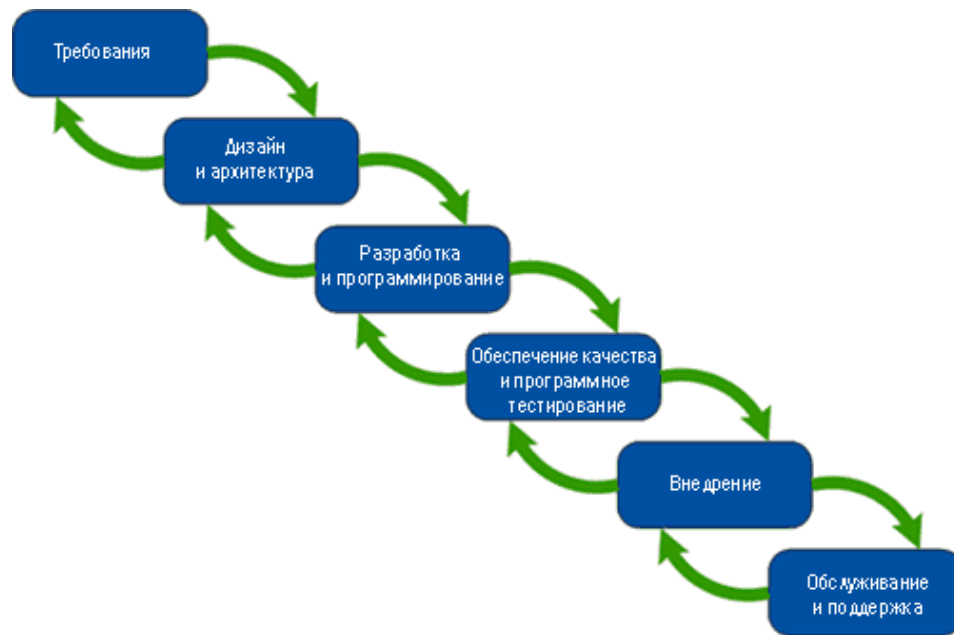 Требования
Дизайн
и архитектура
Разработка
и программирование
Обеспечение качества
и программное
тестирование
Внедрение
Обслуживание
и поддержка